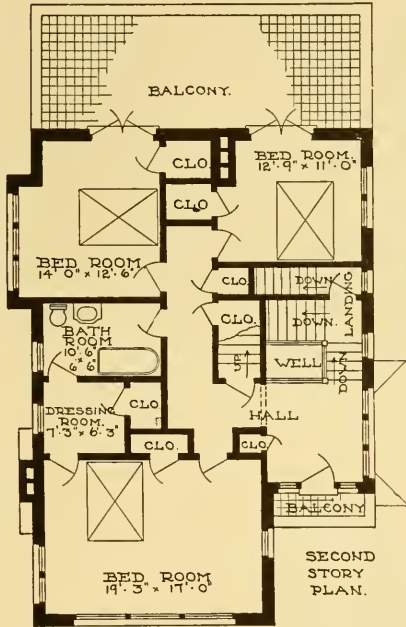 BALCONY.
CLO.
BED ROOM.
12'-9" x 11'-0"
CLO
BED ROOM
14'-0" x 12'-6"
CLO.
DOWN.
LANDING
CLO.
DOWN.
BATH
ROOM
10'-6"
6'-6"
UP
WELL
DOWN
DRESSING
ROOM.
7'-3" x 6'-3"
CLO.
HALL
CLO.
CLO.
BALCONY
BED ROOM
19'-3" x 17'-0"
SECOND
STORY
PLAN.